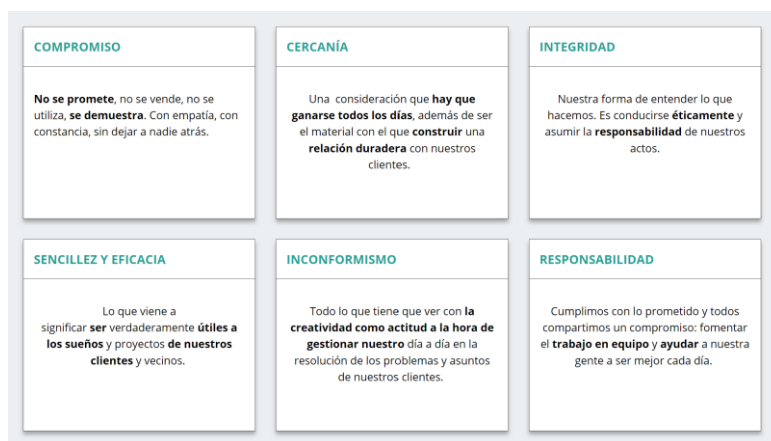 COMPROMISO
No se promete, no se vende, no se
utiliza, se demuestra. Con empatía, con
constancia, sin dejar a nadie atrás.
CERCANÍA
Una consideración que hay que
ganarse todos los días, además de ser
el material con el que construir una
relación duradera con nuestros
clientes.
INTEGRIDAD
Nuestra forma de entender lo que
hacemos. Es conducirse éticamente y
asumir la responsabilidad de nuestros
actos.
SENCILLEZ Y EFICACIA
Lo que viene a
significar ser verdaderamente útiles a
los sueños y proyectos de nuestros
clientes y vecinos.
INCONFORMISMO
Todo lo que tiene que ver con la
creatividad como actitud a la hora de
gestionar nuestro día a día en la
resolución de los problemas y asuntos
de nuestros clientes.
RESPONSABILIDAD
Cumplimos con lo prometido y todos
compartimos un compromiso: fomentar
el trabajo en equipo y ayudar a nuestra
gente a ser mejor cada día.